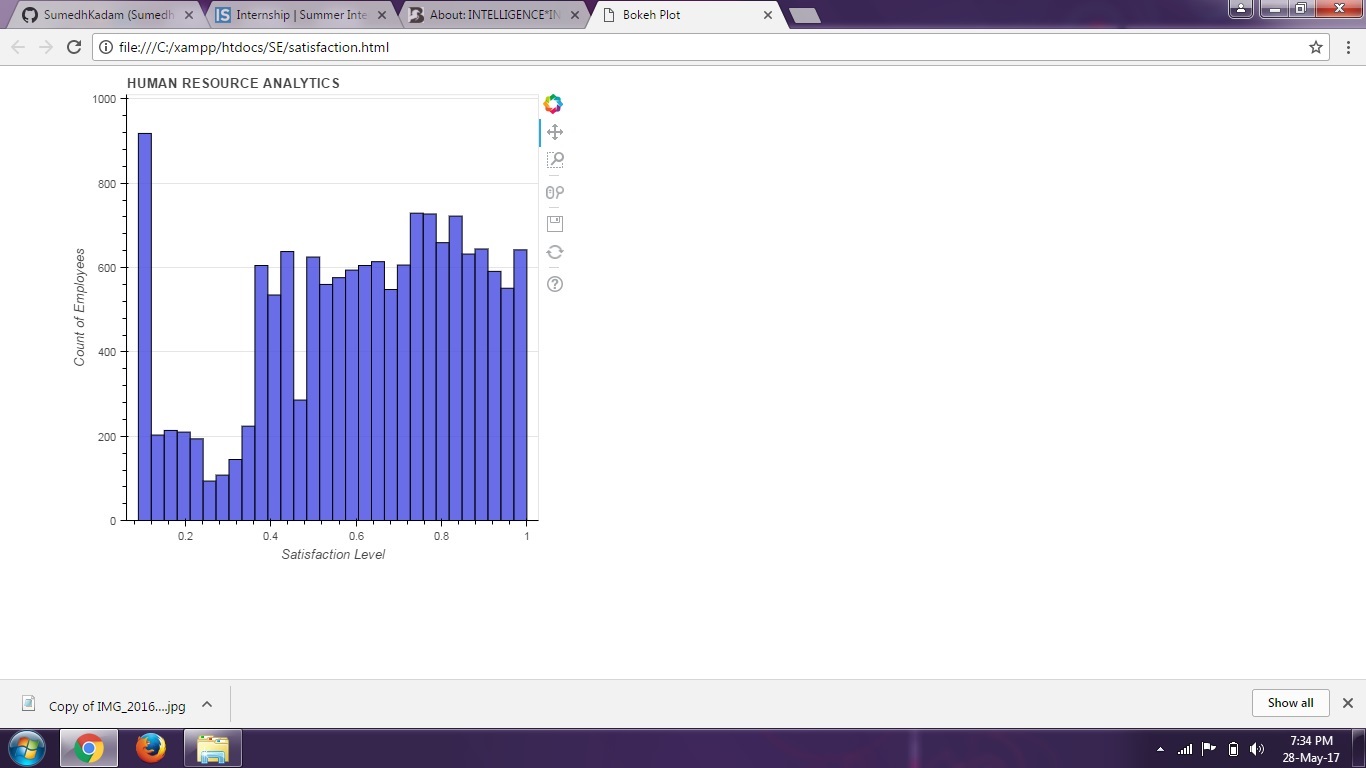 SumedhKadam (Sumedh
Internship | Summer Inte
About: INTELLIGENCE*IN
Bokeh Plot
file:///C:/xampp/htdocs/SE/satisfaction.html
HUMAN RESOURCE ANALYTICS
1000
800
600
400
200
0
Count of Employees
0.2 0.4 0.6 0.8 1
Satisfaction Level
Copy of IMG_2016....jpg
Show all
7:34 PM
28-May-17